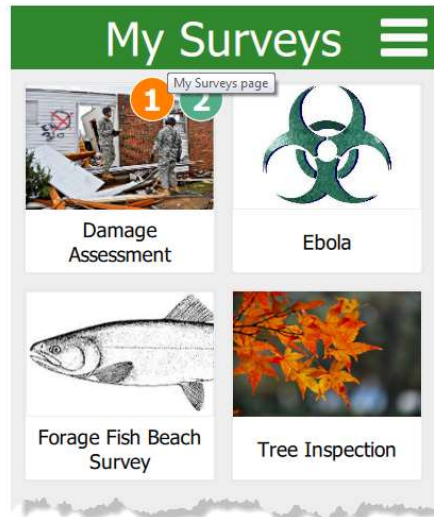 My Surveys
My Surveys page
1 2
Damage
Assessment
Ebola
Forage Fish Beach
Survey
Tree Inspection